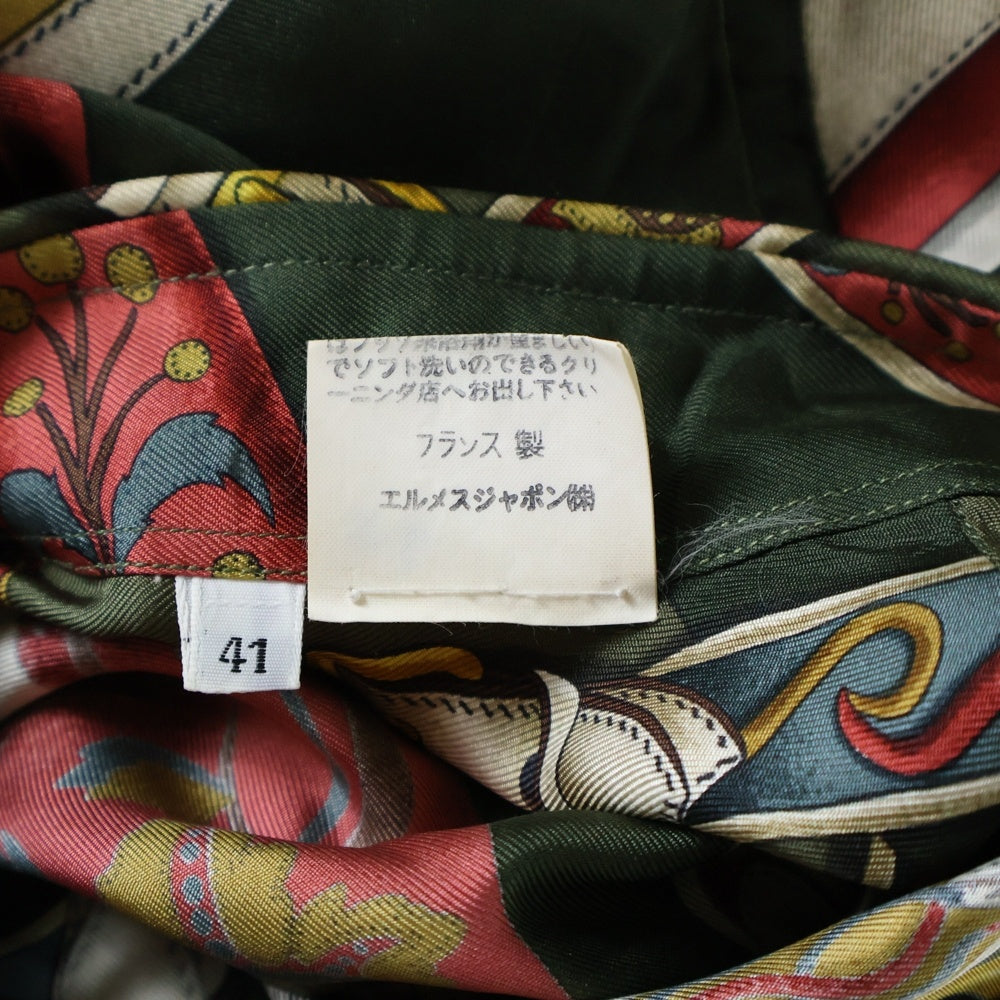 でソフト洗いのできるクリ
ーニング店へお出し下さい
フランス 製
エルメスジャポン㈱
41